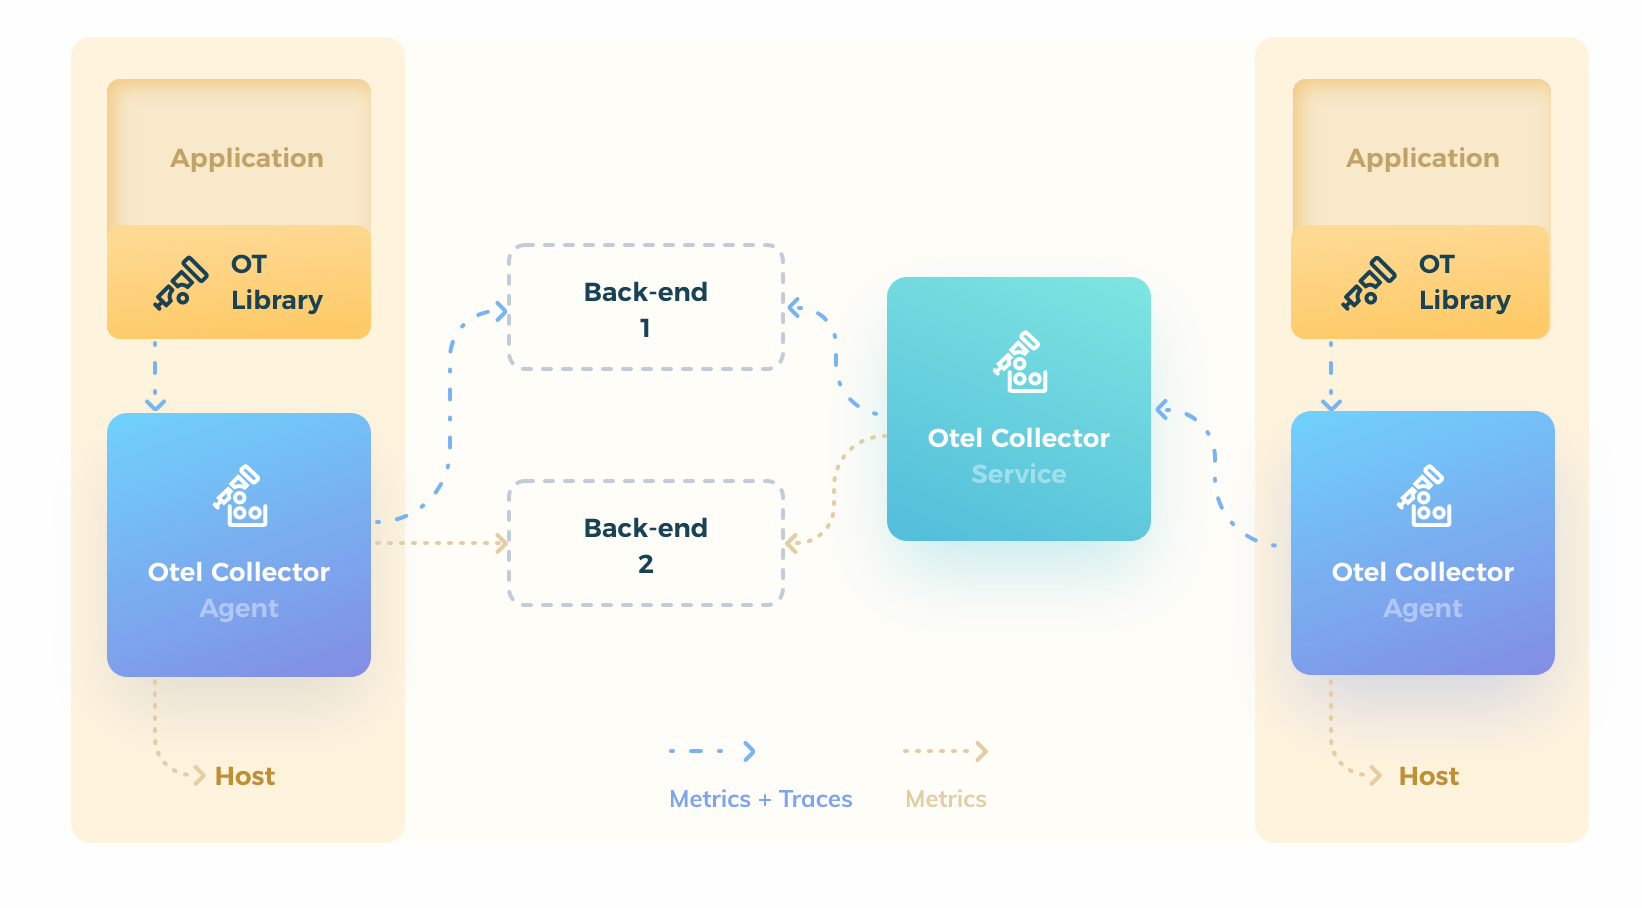 Application
OT
Library
Otel Collector
Agent
Host
Back-end
1
Back-end
2
Otel Collector
Service
Application
OT
Library
Otel Collector
Agent
Host
Metrics + Traces
Metrics